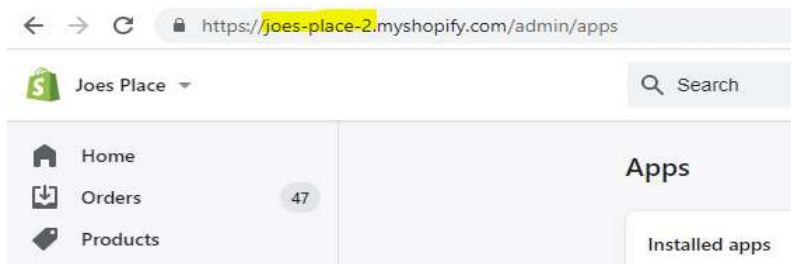 https://joes-place-2.myshopify.com/admin/apps
Joes Place
Search
Home
Orders 47
Products
Apps
Installed apps